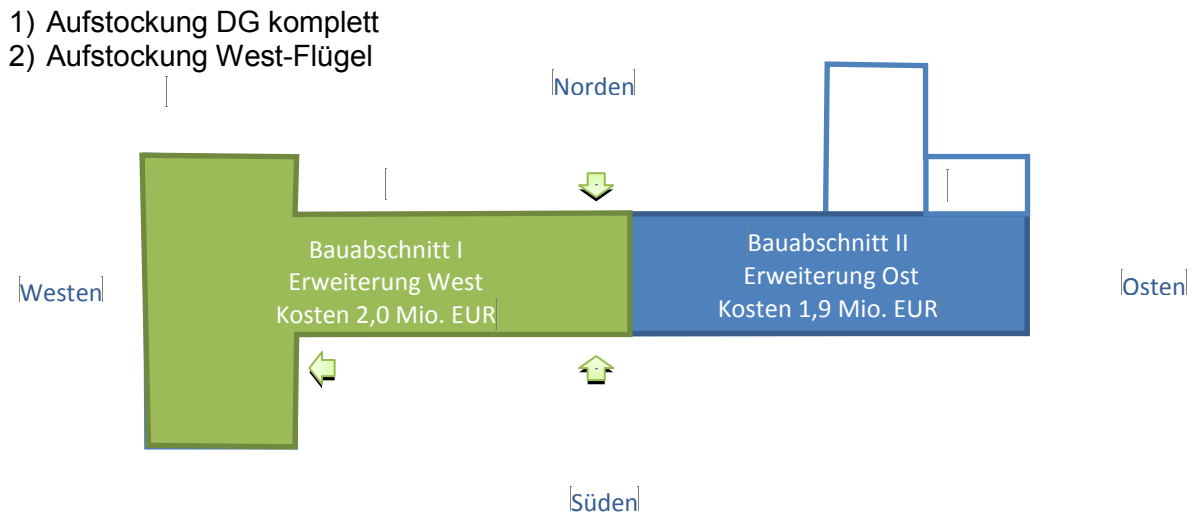 1) Aufstockung DG komplett
2) Aufstockung West-Flügel
Norden
Bauabschnitt I
Erweiterung West
Kosten 2,0 Mio. EUR
Bauabschnitt II
Erweiterung Ost
Kosten 1,9 Mio. EUR
Westen
Osten
Süden